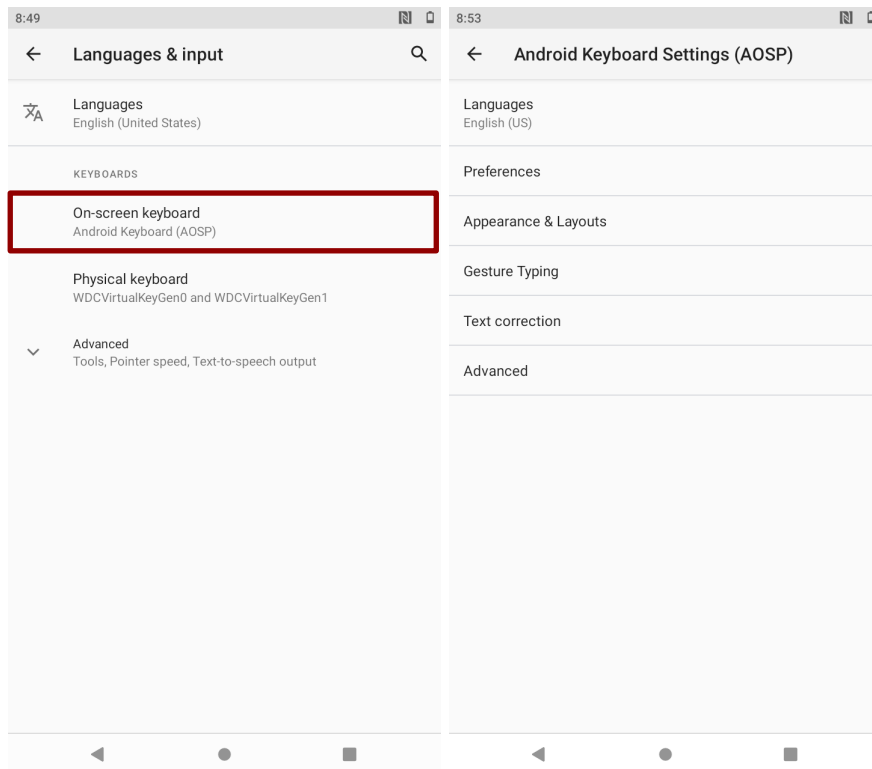 8:49
Languages & input
Languages
English (United States)
KEYBOARDS
On-screen keyboard
Android Keyboard (AOSP)
Physical keyboard
WDCVirtualKeyGen0 and WDCVirtualKeyGen1
Advanced
Tools, Pointer speed, Text-to-speech output
8:53
Android Keyboard Settings (AOSP)
Languages
English (US)
Preferences
Appearance & Layouts
Gesture Typing
Text correction
Advanced